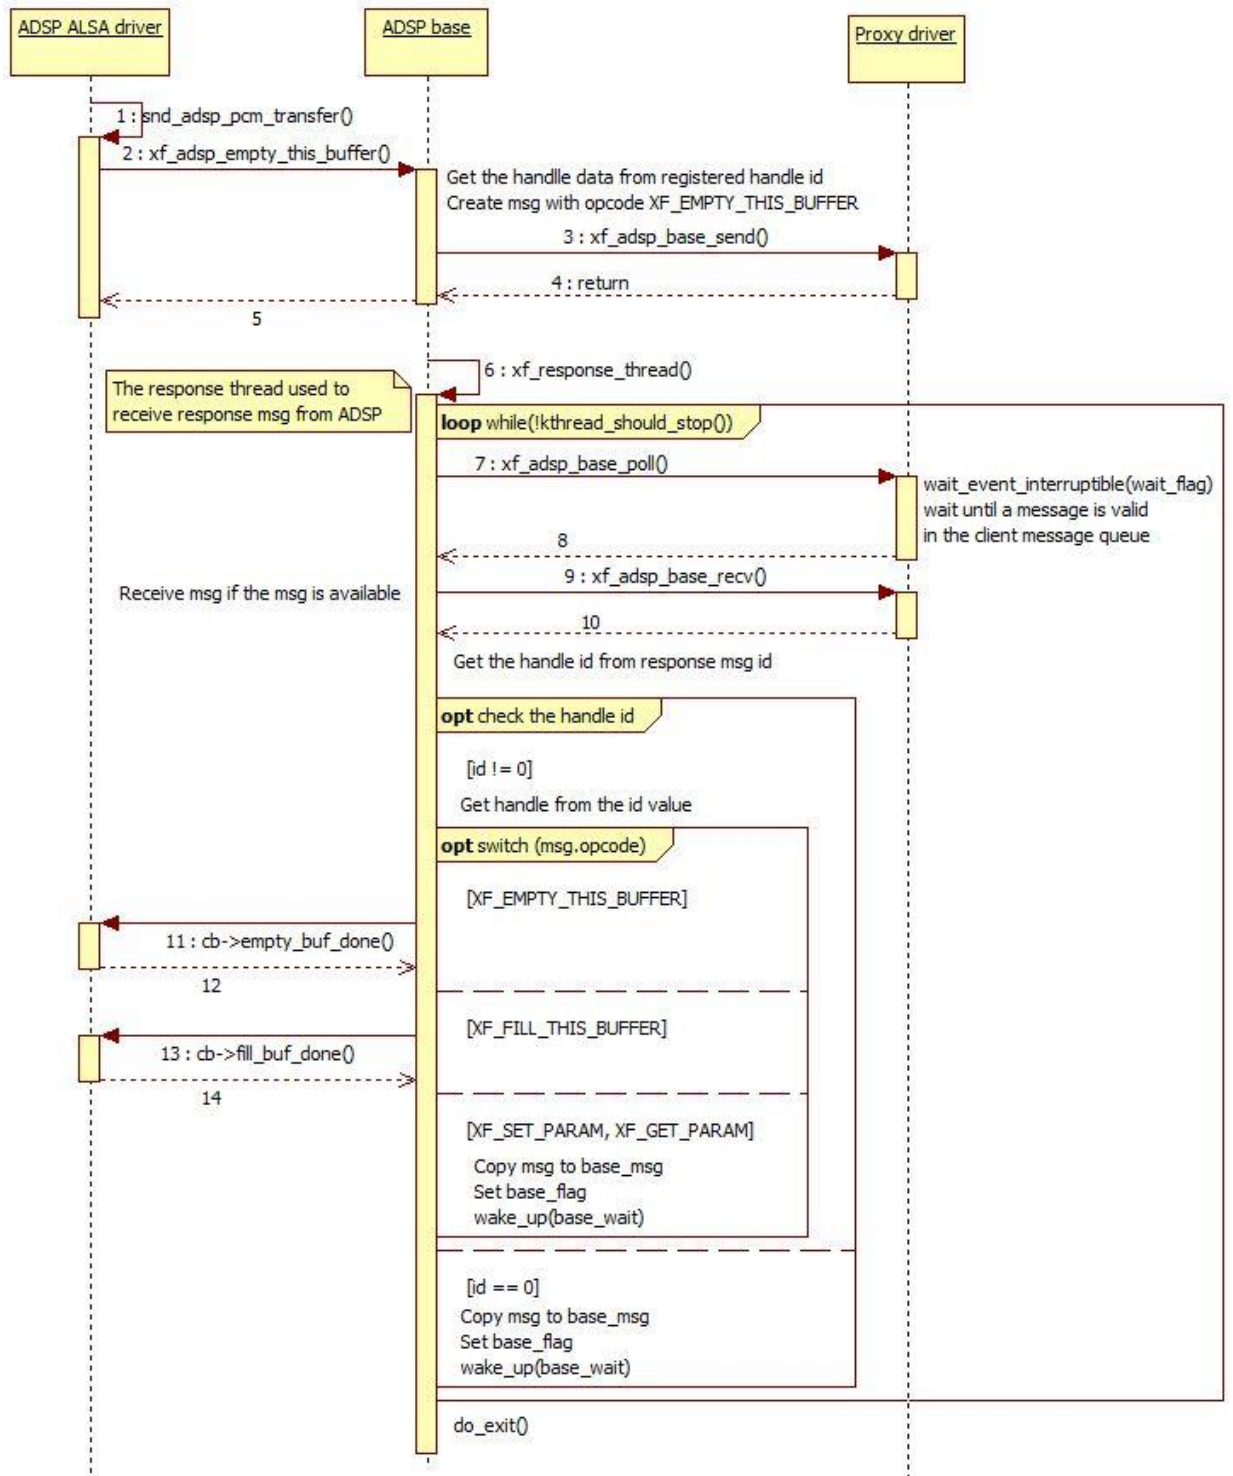 ADSP ALSA driver
ADSP base
Proxy driver
1 : snd_adsp_pcm_transfer()
2 : xf_adsp_empty_this_buffer()
Get the handlle data from registered handle id
Create msg with opcode XF_EMPTY_THIS_BUFFER
3 : xf_adsp_base_send()
4 : return
5
6 : xf_response_thread()
The response thread used to
receive response msg from ADSP
loop while(!kthread_should_stop())
7 : xf_adsp_base_poll()
wait_event_interruptible(wait_flag)
wait until a message is valid
in the client message queue
8
9 : xf_adsp_base_recv()
Receive msg if the msg is available
10
Get the handle id from response msg id
opt check the handle id
[id != 0]
Get handle from the id value
opt switch (msg.opcode)
[XF_EMPTY_THIS_BUFFER]
11 : cb->empty_buf_done()
12
[XF_FILL_THIS_BUFFER]
13 : cb->fill_buf_done()
14
[XF_SET_PARAM, XF_GET_PARAM]
Copy msg to base_msg
Set base_flag
wake_up(base_wait)
[id == 0]
Copy msg to base_msg
Set base_flag
wake_up(base_wait)
do_exit()